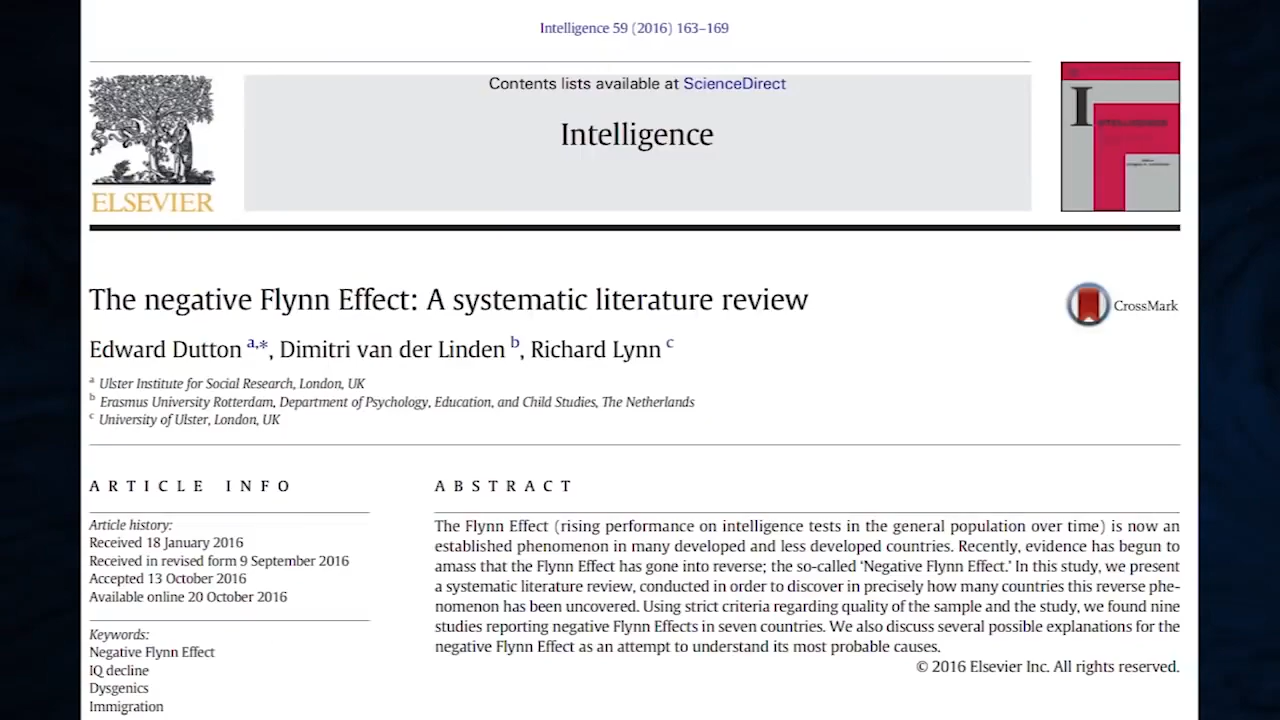 Intelligence 59 (2016) 163–169
Contents lists available at ScienceDirect
Intelligence
ELSEVIER
I
The negative Flynn Effect: A systematic literature review
CrossMark
Edward Dutton a,*, Dimitri van der Linden b, Richard Lynn c
a Ulster Institute for Social Research, London, UK
b Erasmus University Rotterdam, Department of Psychology, Education, and Child Studies, The Netherlands
c University of Ulster, London, UK
ARTICLE INFO
Article history:
Received 18 January 2016
Received in revised form 9 September 2016
Accepted 13 October 2016
Available online 20 October 2016
Keywords:
Negative Flynn Effect
IQ decline
Dysgenics
Immigration
ABSTRACT
The Flynn Effect (rising performance on intelligence tests in the general population over time) is now an
established phenomenon in many developed and less developed countries. Recently, evidence has begun to
amass that the Flynn Effect has gone into reverse; the so-called ‘Negative Flynn Effect.’ In this study, we present
a systematic literature review, conducted in order to discover in precisely how many countries this reverse phe-
nomenon has been uncovered. Using strict criteria regarding quality of the sample and the study, we found nine
studies reporting negative Flynn Effects in seven countries. We also discuss several possible explanations for the
negative Flynn Effect as an attempt to understand its most probable causes.
© 2016 Elsevier Inc. All rights reserved.